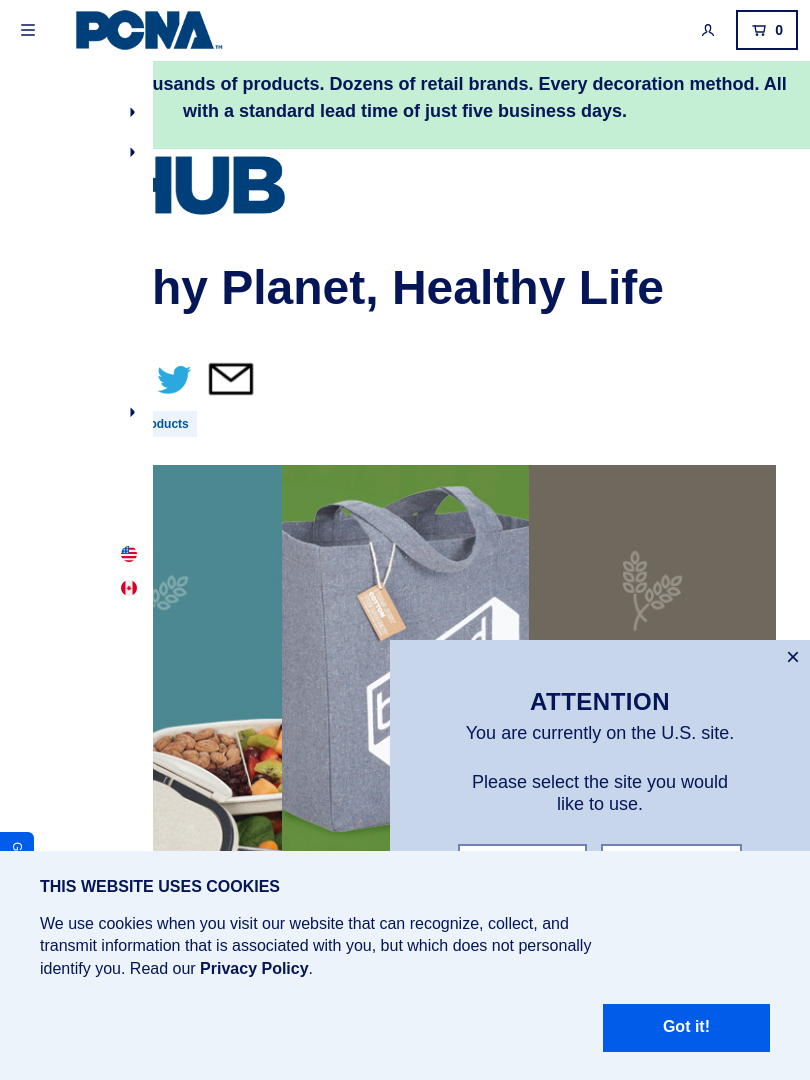 PCNA™
0
usands of products. Dozens of retail brands. Every decoration method. All
with a standard lead time of just five business days.
HUB
hy Planet, Healthy Life
oducts
COTTON
ATTENTION
You are currently on the U.S. site.
Please select the site you would
like to use.
G
THIS WEBSITE USES COOKIES
We use cookies when you visit our website that can recognize, collect, and
transmit information that is associated with you, but which does not personally
identify you. Read our Privacy Policy.
Got it!